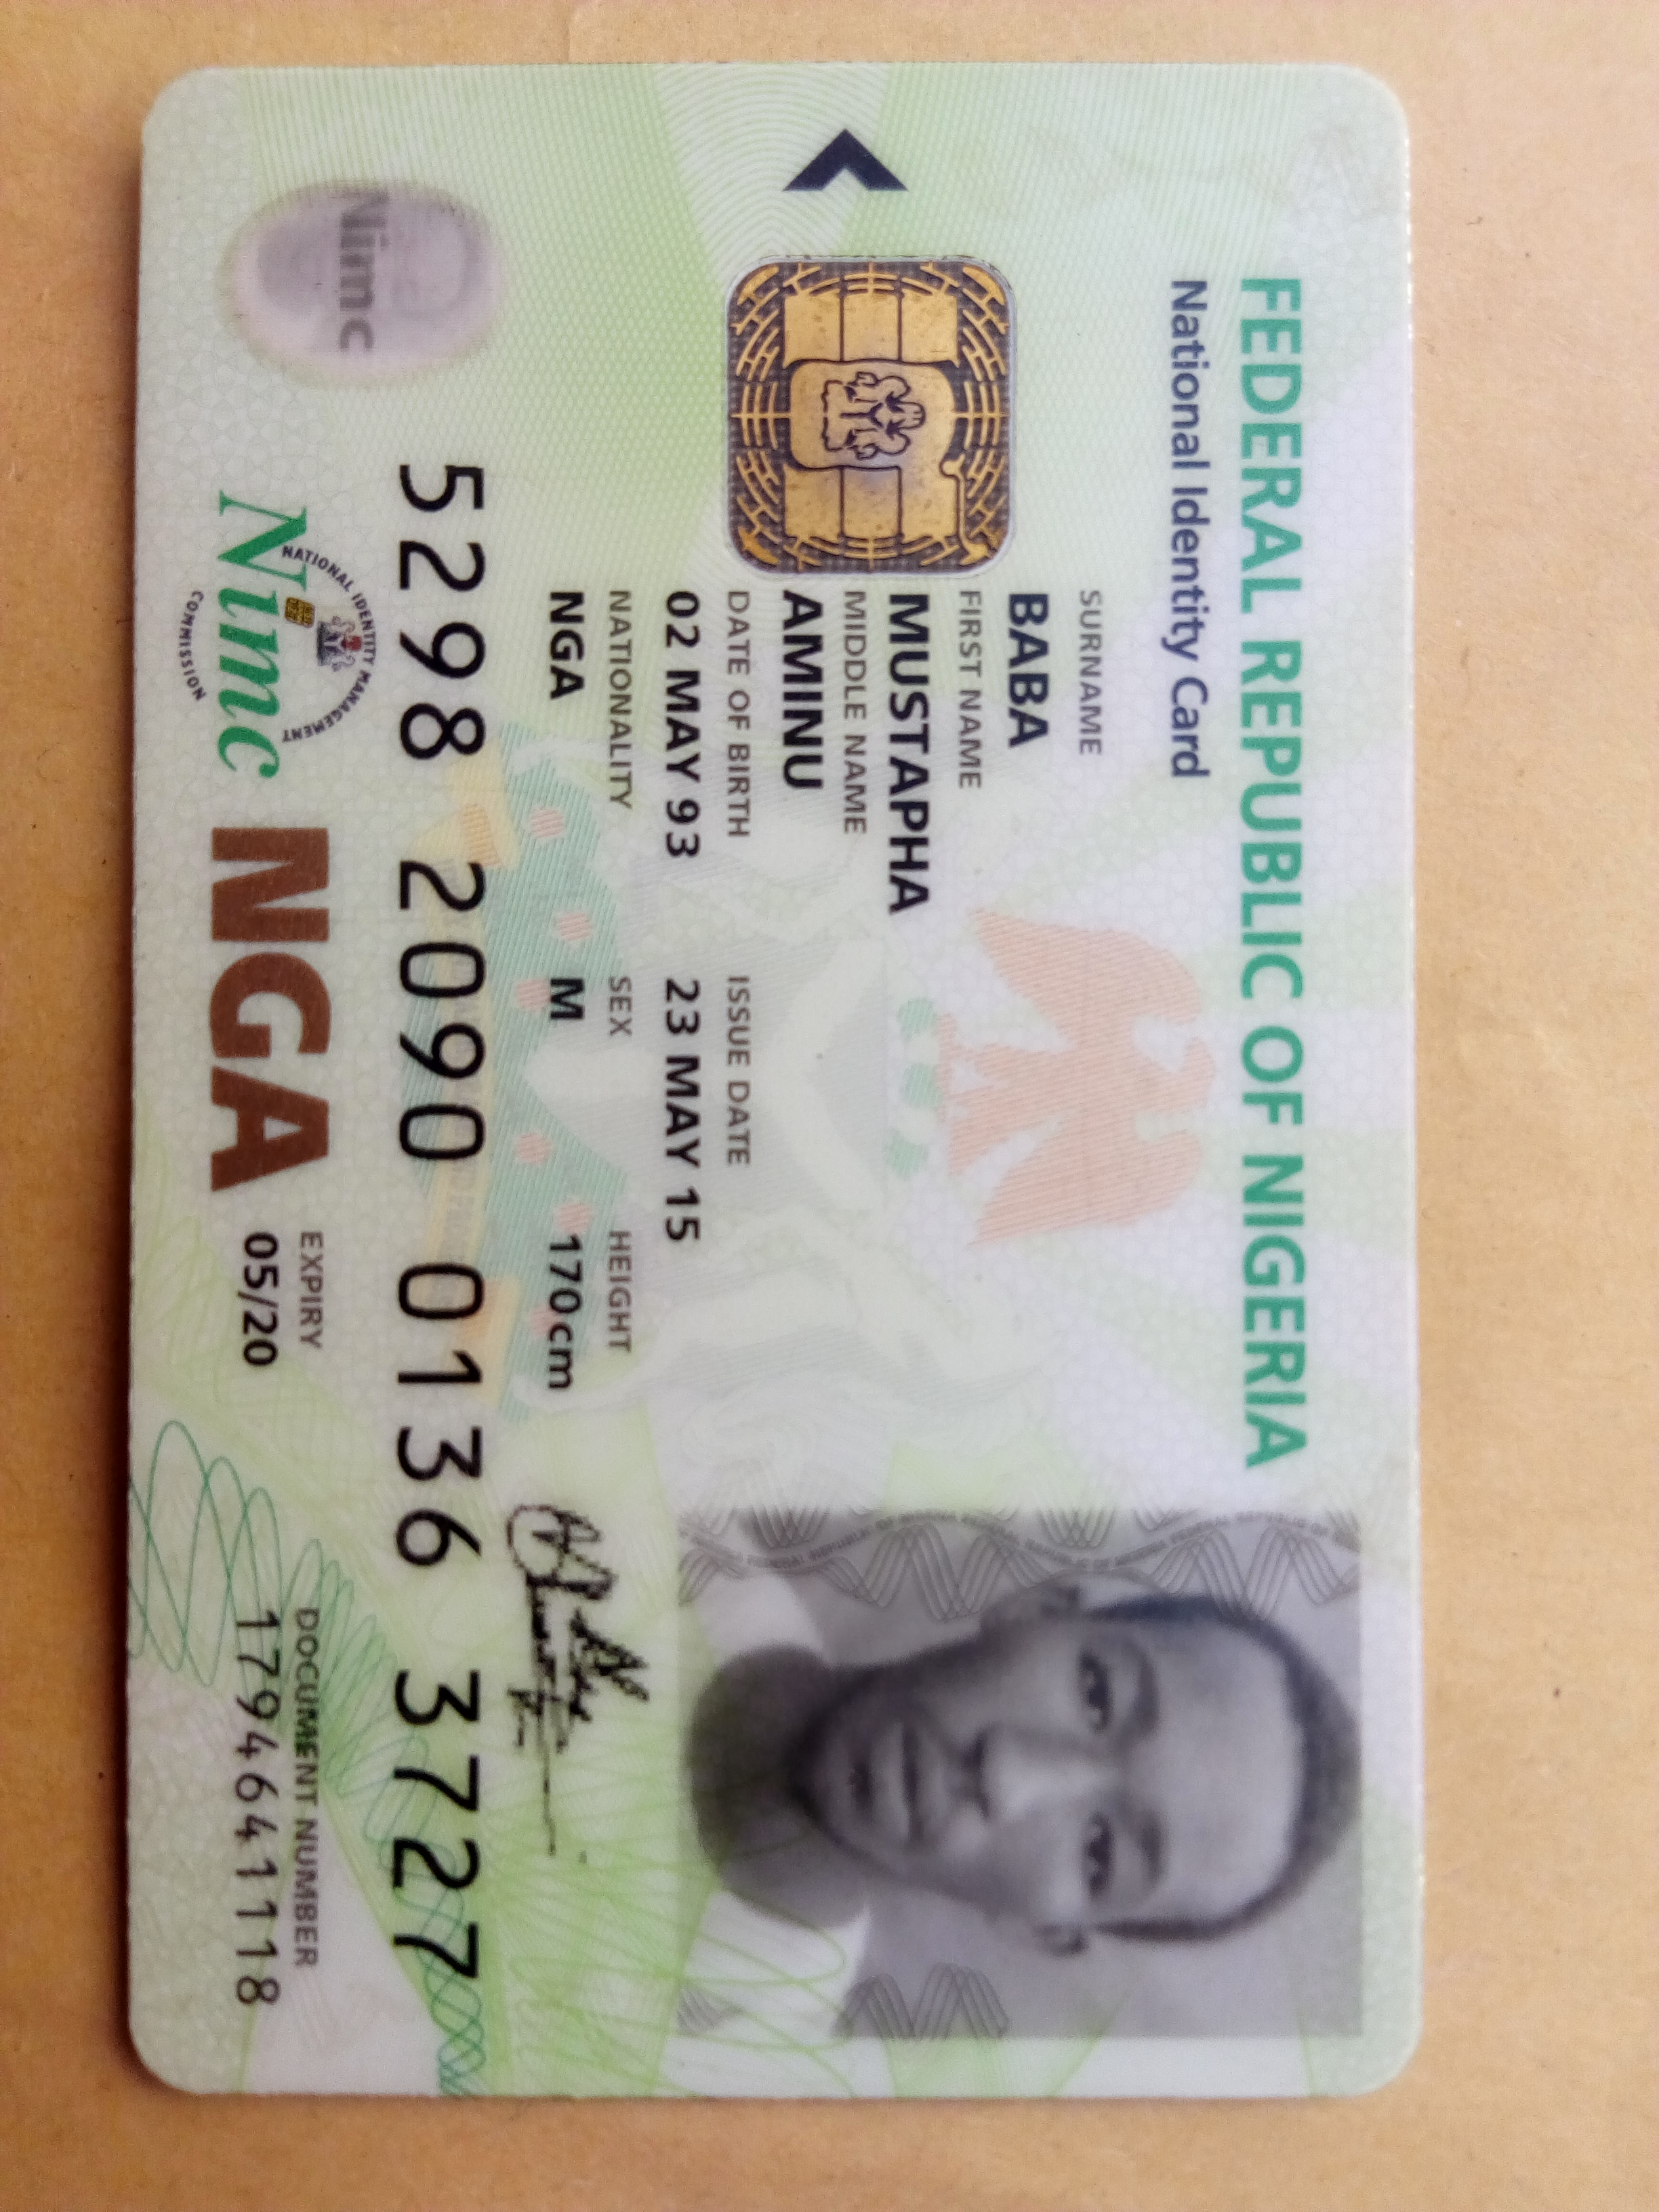 FEDERAL REPUBLIC OF NIGERIA
National Identity Card
SURNAME
BABA
FIRST NAME
MUSTAPHA
MIDDLE NAME
AMINU
DATE OF BIRTH ISSUE DATE
02 MAY 93 23 MAY 15
NATIONALITY SEX HEIGHT
NGA M 170cm
5298 2090 0136 3727
Nimc
NATIONAL IDENTITY MANAGEMENT
Nimc
COMMISSION
NGA
EXPIRY
05/20
DOCUMENT NUMBER
1794641118